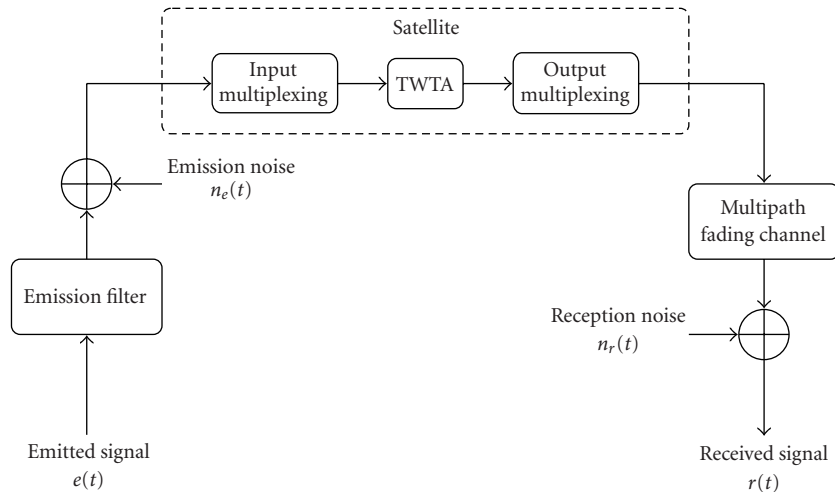 Satellite
Input
multiplexing
TWTA
Output
multiplexing
Emission noise
n_e(t)
Multipath
fading channel
Emission filter
Reception noise
n_r(t)
Emitted signal
e(t)
Received signal
r(t)